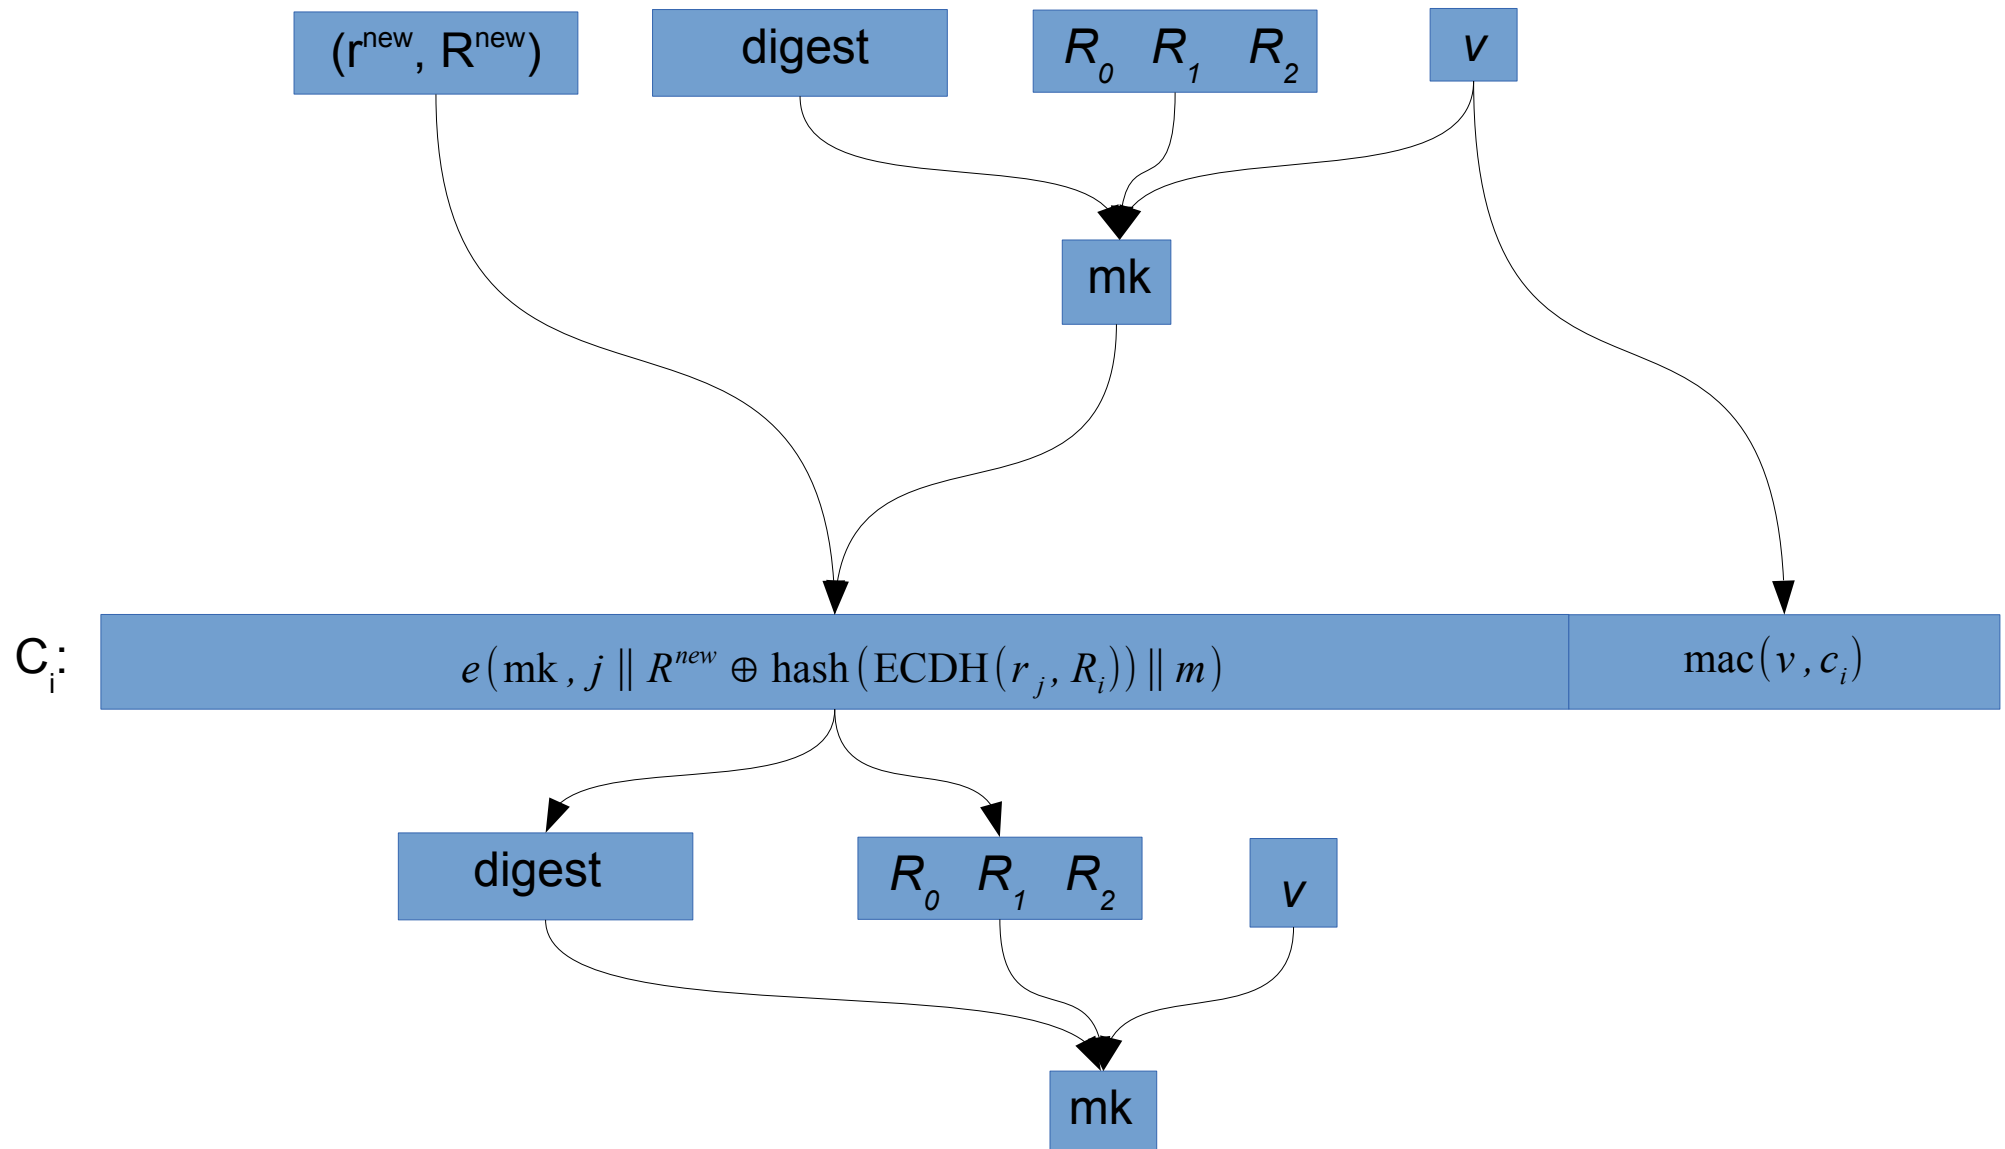 (r^new, R^new) digest R_0 R_1 R_2 v
mk
C_i: e(mk, j || R^new ⊕ hash(ECDH(r_j, R_i)) || m) mac(v, c_i)
digest R_0 R_1 R_2 v
mk